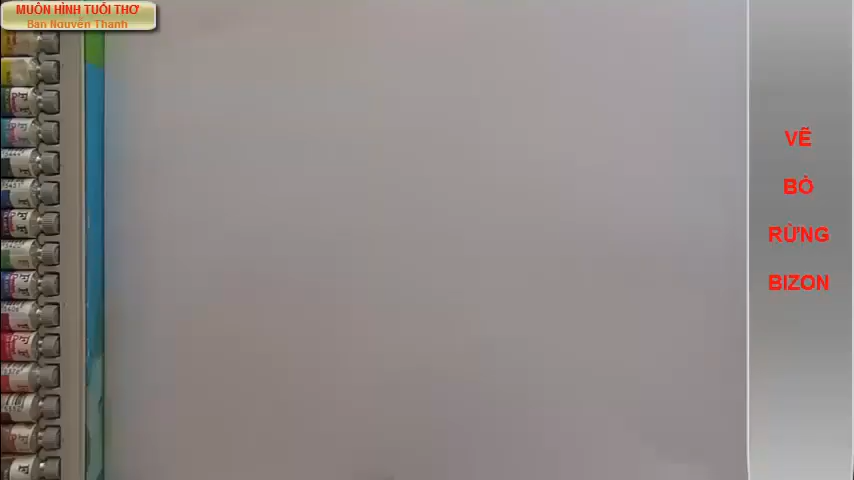 MUÔN HÌNH TUỔI THƠ
Ban Nguyễn Thanh
VẼ
BÒ
RỪNG
BIZON